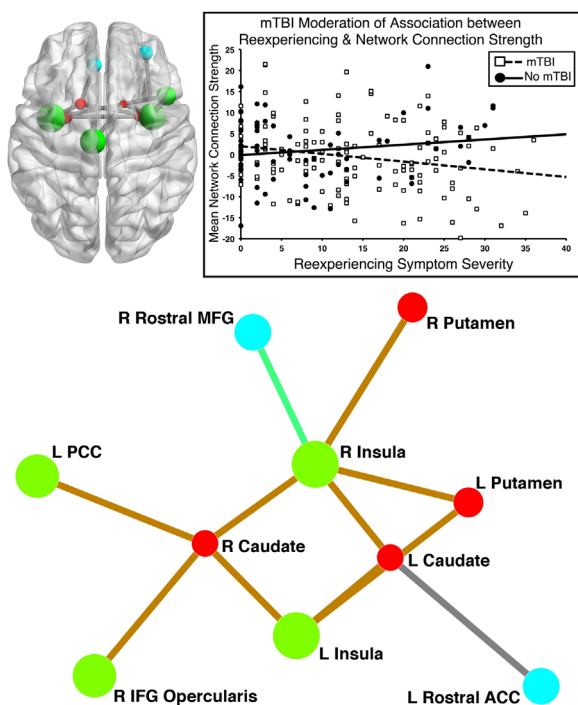 mTBI Moderation of Association between
Reexperiencing & Network Connection Strength
Mean Network Connection Strength
25
20
15
10
5
0
-5
-10
-15
-20
0 5 10 15 20 25 30 35 40
mTBI
No mTBI
Reexperiencing Symptom Severity
R Rostral MFG
R Putamen
L PCC
R Insula
L Putamen
R Caudate
L Caudate
L Insula
R IFG Opercularis
L Rostral ACC